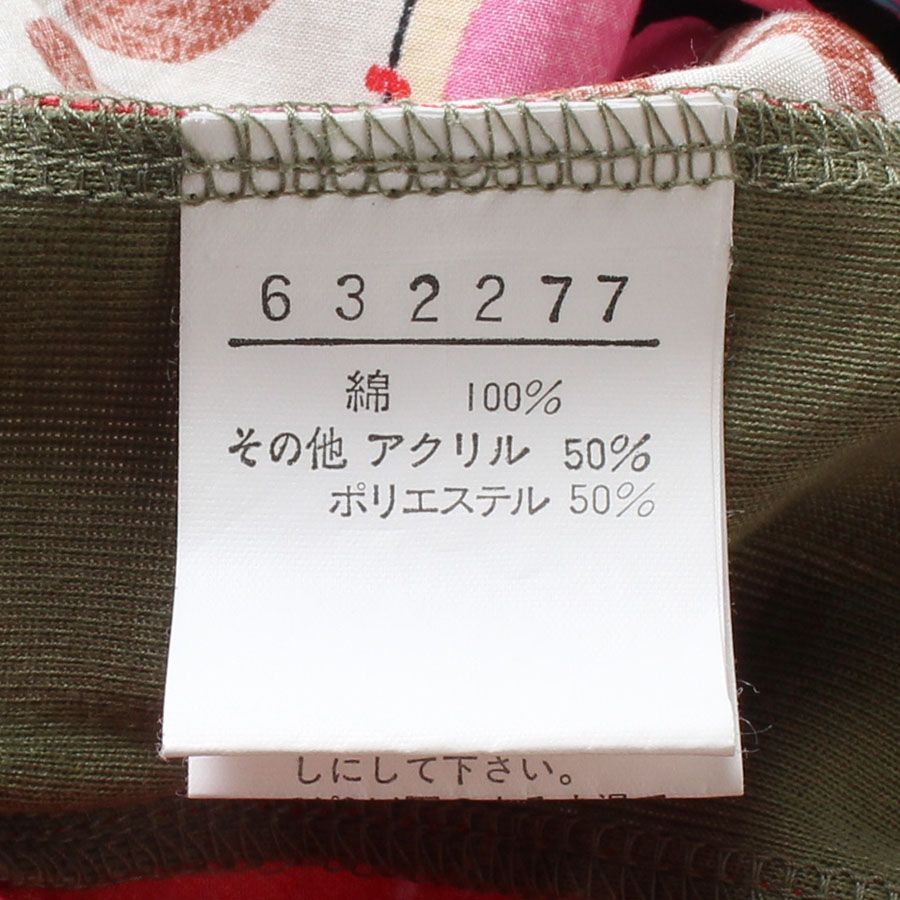 632277
綿 100%
その他 アクリル 50%
ポリエステル 50%
しにして下さい。